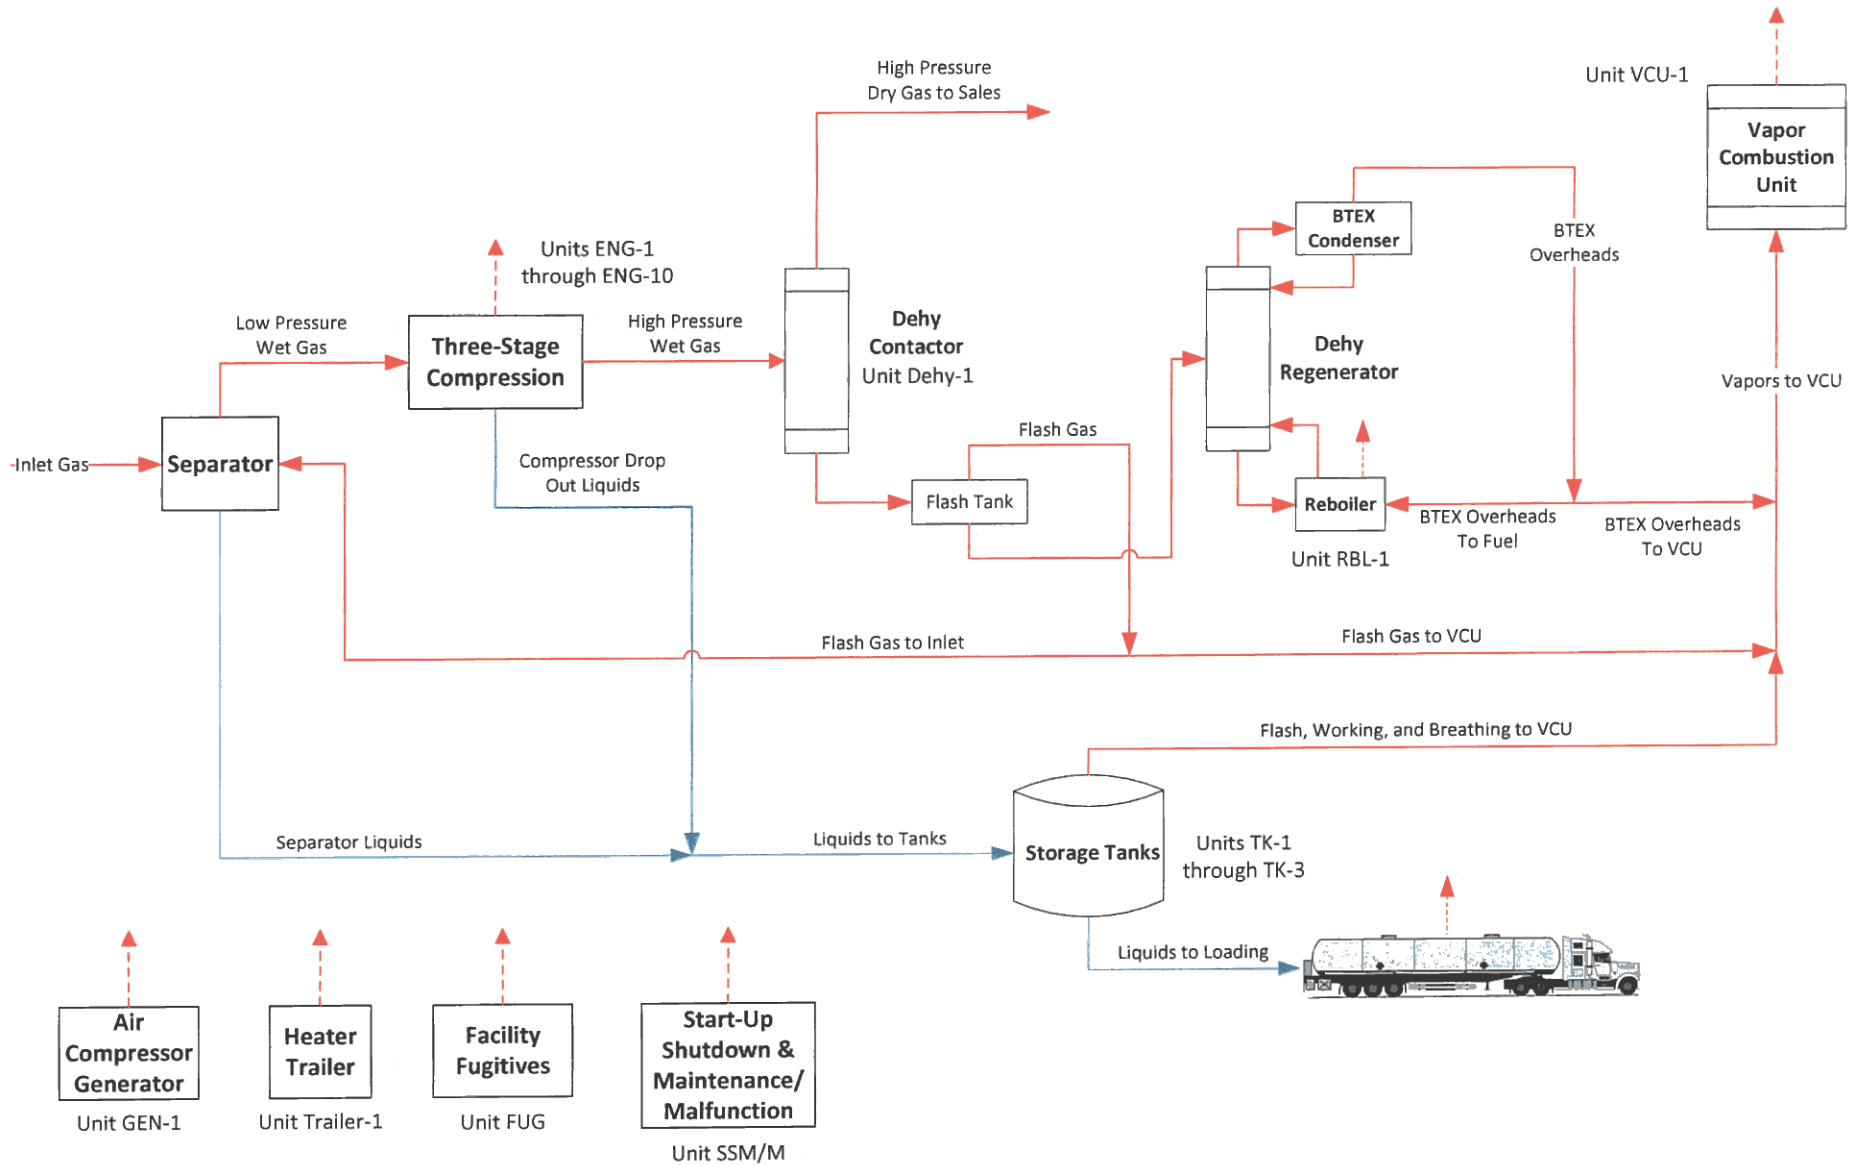 High Pressure
Dry Gas to Sales
Unit VCU-1
Vapor
Combustion
Unit
BTEX
Condenser
BTEX
Overheads
Units ENG-1
through ENG-10
Low Pressure
Wet Gas
Three-Stage
Compression
High Pressure
Wet Gas
Dehy
Contactor
Unit Dehy-1
Dehy
Regenerator
Vapors to VCU
Inlet Gas
Separator
Compressor Drop
Out Liquids
Flash Gas
Flash Tank
Reboiler
Unit RBL-1
BTEX Overheads
To Fuel
BTEX Overheads
To VCU
Flash Gas to Inlet
Flash Gas to VCU
Flash, Working, and Breathing to VCU
Separator Liquids
Liquids to Tanks
Storage Tanks
Units TK-1
through TK-3
Liquids to Loading
Air
Compressor
Generator
Unit GEN-1
Heater
Trailer
Unit Trailer-1
Facility
Fugitives
Unit FUG
Start-Up
Shutdown &
Maintenance/
Malfunction
Unit SSM/M